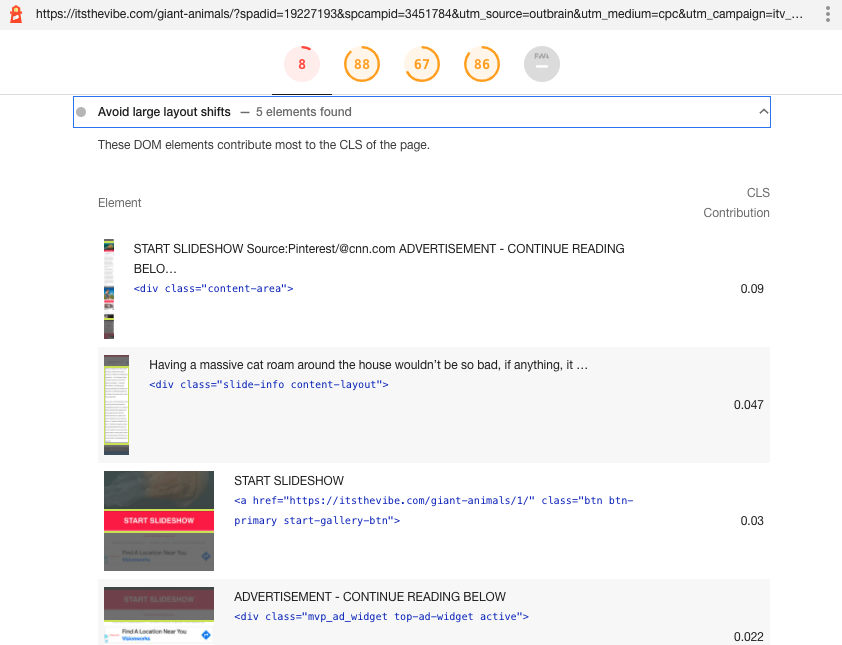 https://itsthevibe.com/giant-animals/?spadid=19227193&spcampid=3451784&utm_source=outbrain&utm_medium=cpc&utm_campaign=itv_…
8
88
67
86
PWA
Avoid large layout shifts — 5 elements found
These DOM elements contribute most to the CLS of the page.
Element
CLS
Contribution
START SLIDESHOW Source:Pinterest/@cnn.com ADVERTISEMENT - CONTINUE READING
BELO…
<div class="content-area">
0.09
Having a massive cat roam around the house wouldn’t be so bad, if anything, it …
<div class="slide-info content-layout">
0.047
START SLIDESHOW
Find A Location Near You
Visionworks
START SLIDESHOW
<a href="https://itsthevibe.com/giant-animals/1/" class="btn btn-
primary start-gallery-btn">
0.03
START SLIDESHOW
Find A Location Near You
Visionworks
ADVERTISEMENT - CONTINUE READING BELOW
<div class="mvp_ad_widget top-ad-widget active">
0.022